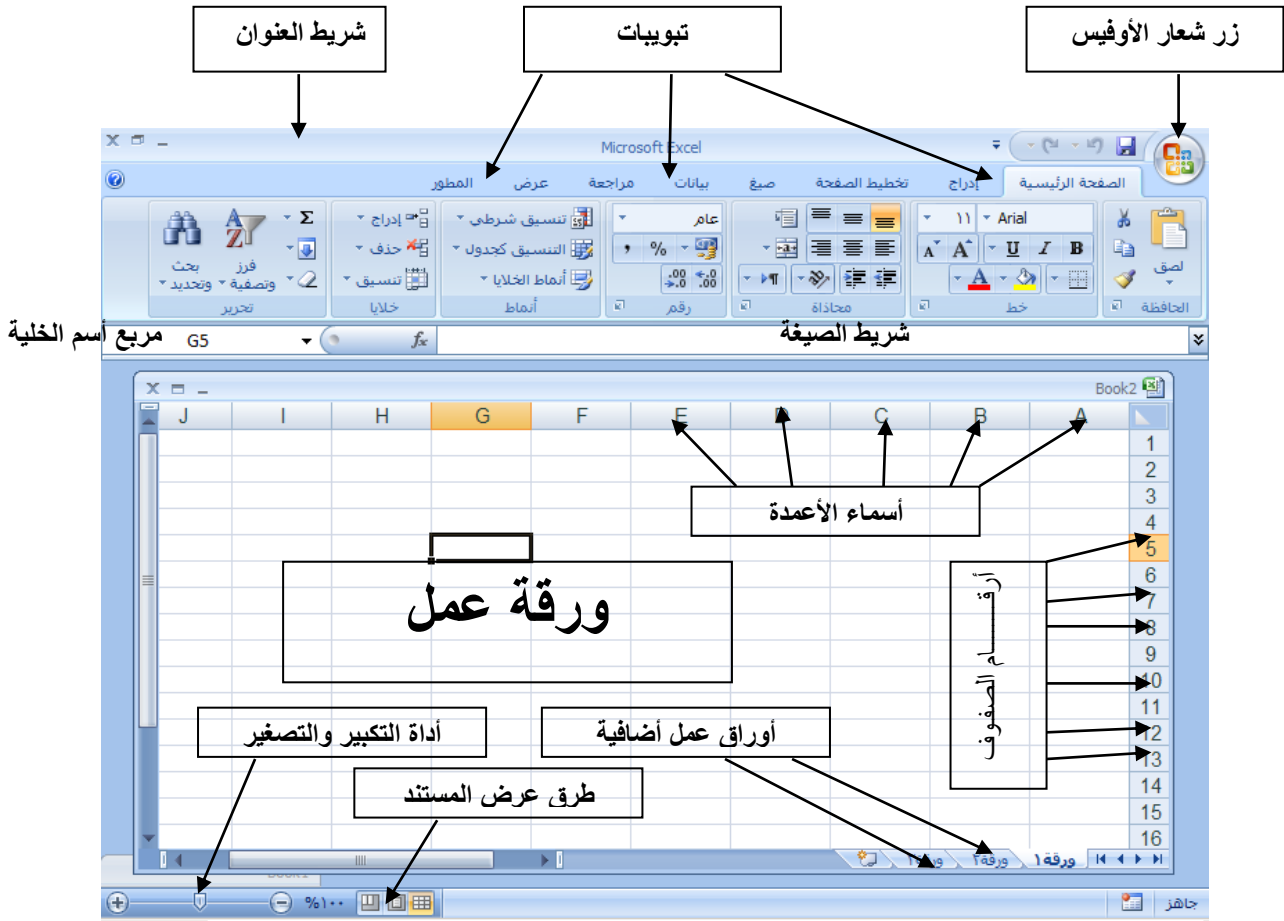 زر شعار الأوفيس
تبويبات
شريط العنوان
Microsoft Excel
الصفحة الرئيسية إدراج تخطيط الصفحة صيغ بيانات مراجعة عرض المطور
لصق
الحافظة
Arial ١١
B I U
خط
محاذاة
عام
%
رقم
تنسيق شرطي
التنسيق كجدول
أنماط الخلايا
أنماط
إدراج
حذف
تنسيق
خلايا
Σ
فرز وتصفية
بحث وتحديد
تحرير
شريط الصيغة
fx
G5
مربع أسم الخلية
Book2
A B C D E F G H I J
1
2
3
4
5
6
7
8
9
10
11
12
13
14
15
16
أسماء الأعمدة
أرقـــــــام الصفوف
ورقة عمل
أوراق عمل أضافية
أداة التكبير والتصغير
طرق عرض المستند
ورقة١ ورقة٢
جاهز
١٠٠%